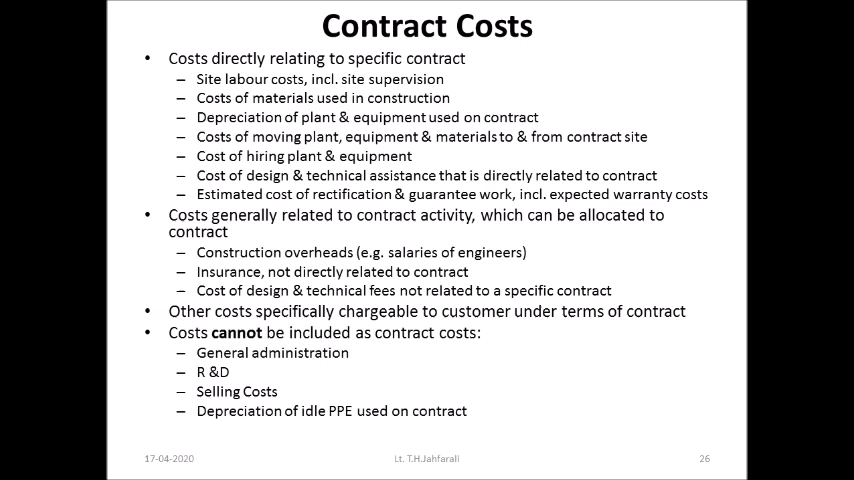 Contract Costs
• Costs directly relating to specific contract
– Site labour costs, incl. site supervision
– Costs of materials used in construction
– Depreciation of plant & equipment used on contract
– Costs of moving plant, equipment & materials to & from contract site
– Cost of hiring plant & equipment
– Cost of design & technical assistance that is directly related to contract
– Estimated cost of rectification & guarantee work, incl. expected warranty costs
• Costs generally related to contract activity, which can be allocated to
contract
– Construction overheads (e.g. salaries of engineers)
– Insurance, not directly related to contract
– Cost of design & technical fees not related to a specific contract
• Other costs specifically chargeable to customer under terms of contract
• Costs cannot be included as contract costs:
– General administration
– R &D
– Selling Costs
– Depreciation of idle PPE used on contract
17-04-2020 Lt. T.H.Jahfarali 26